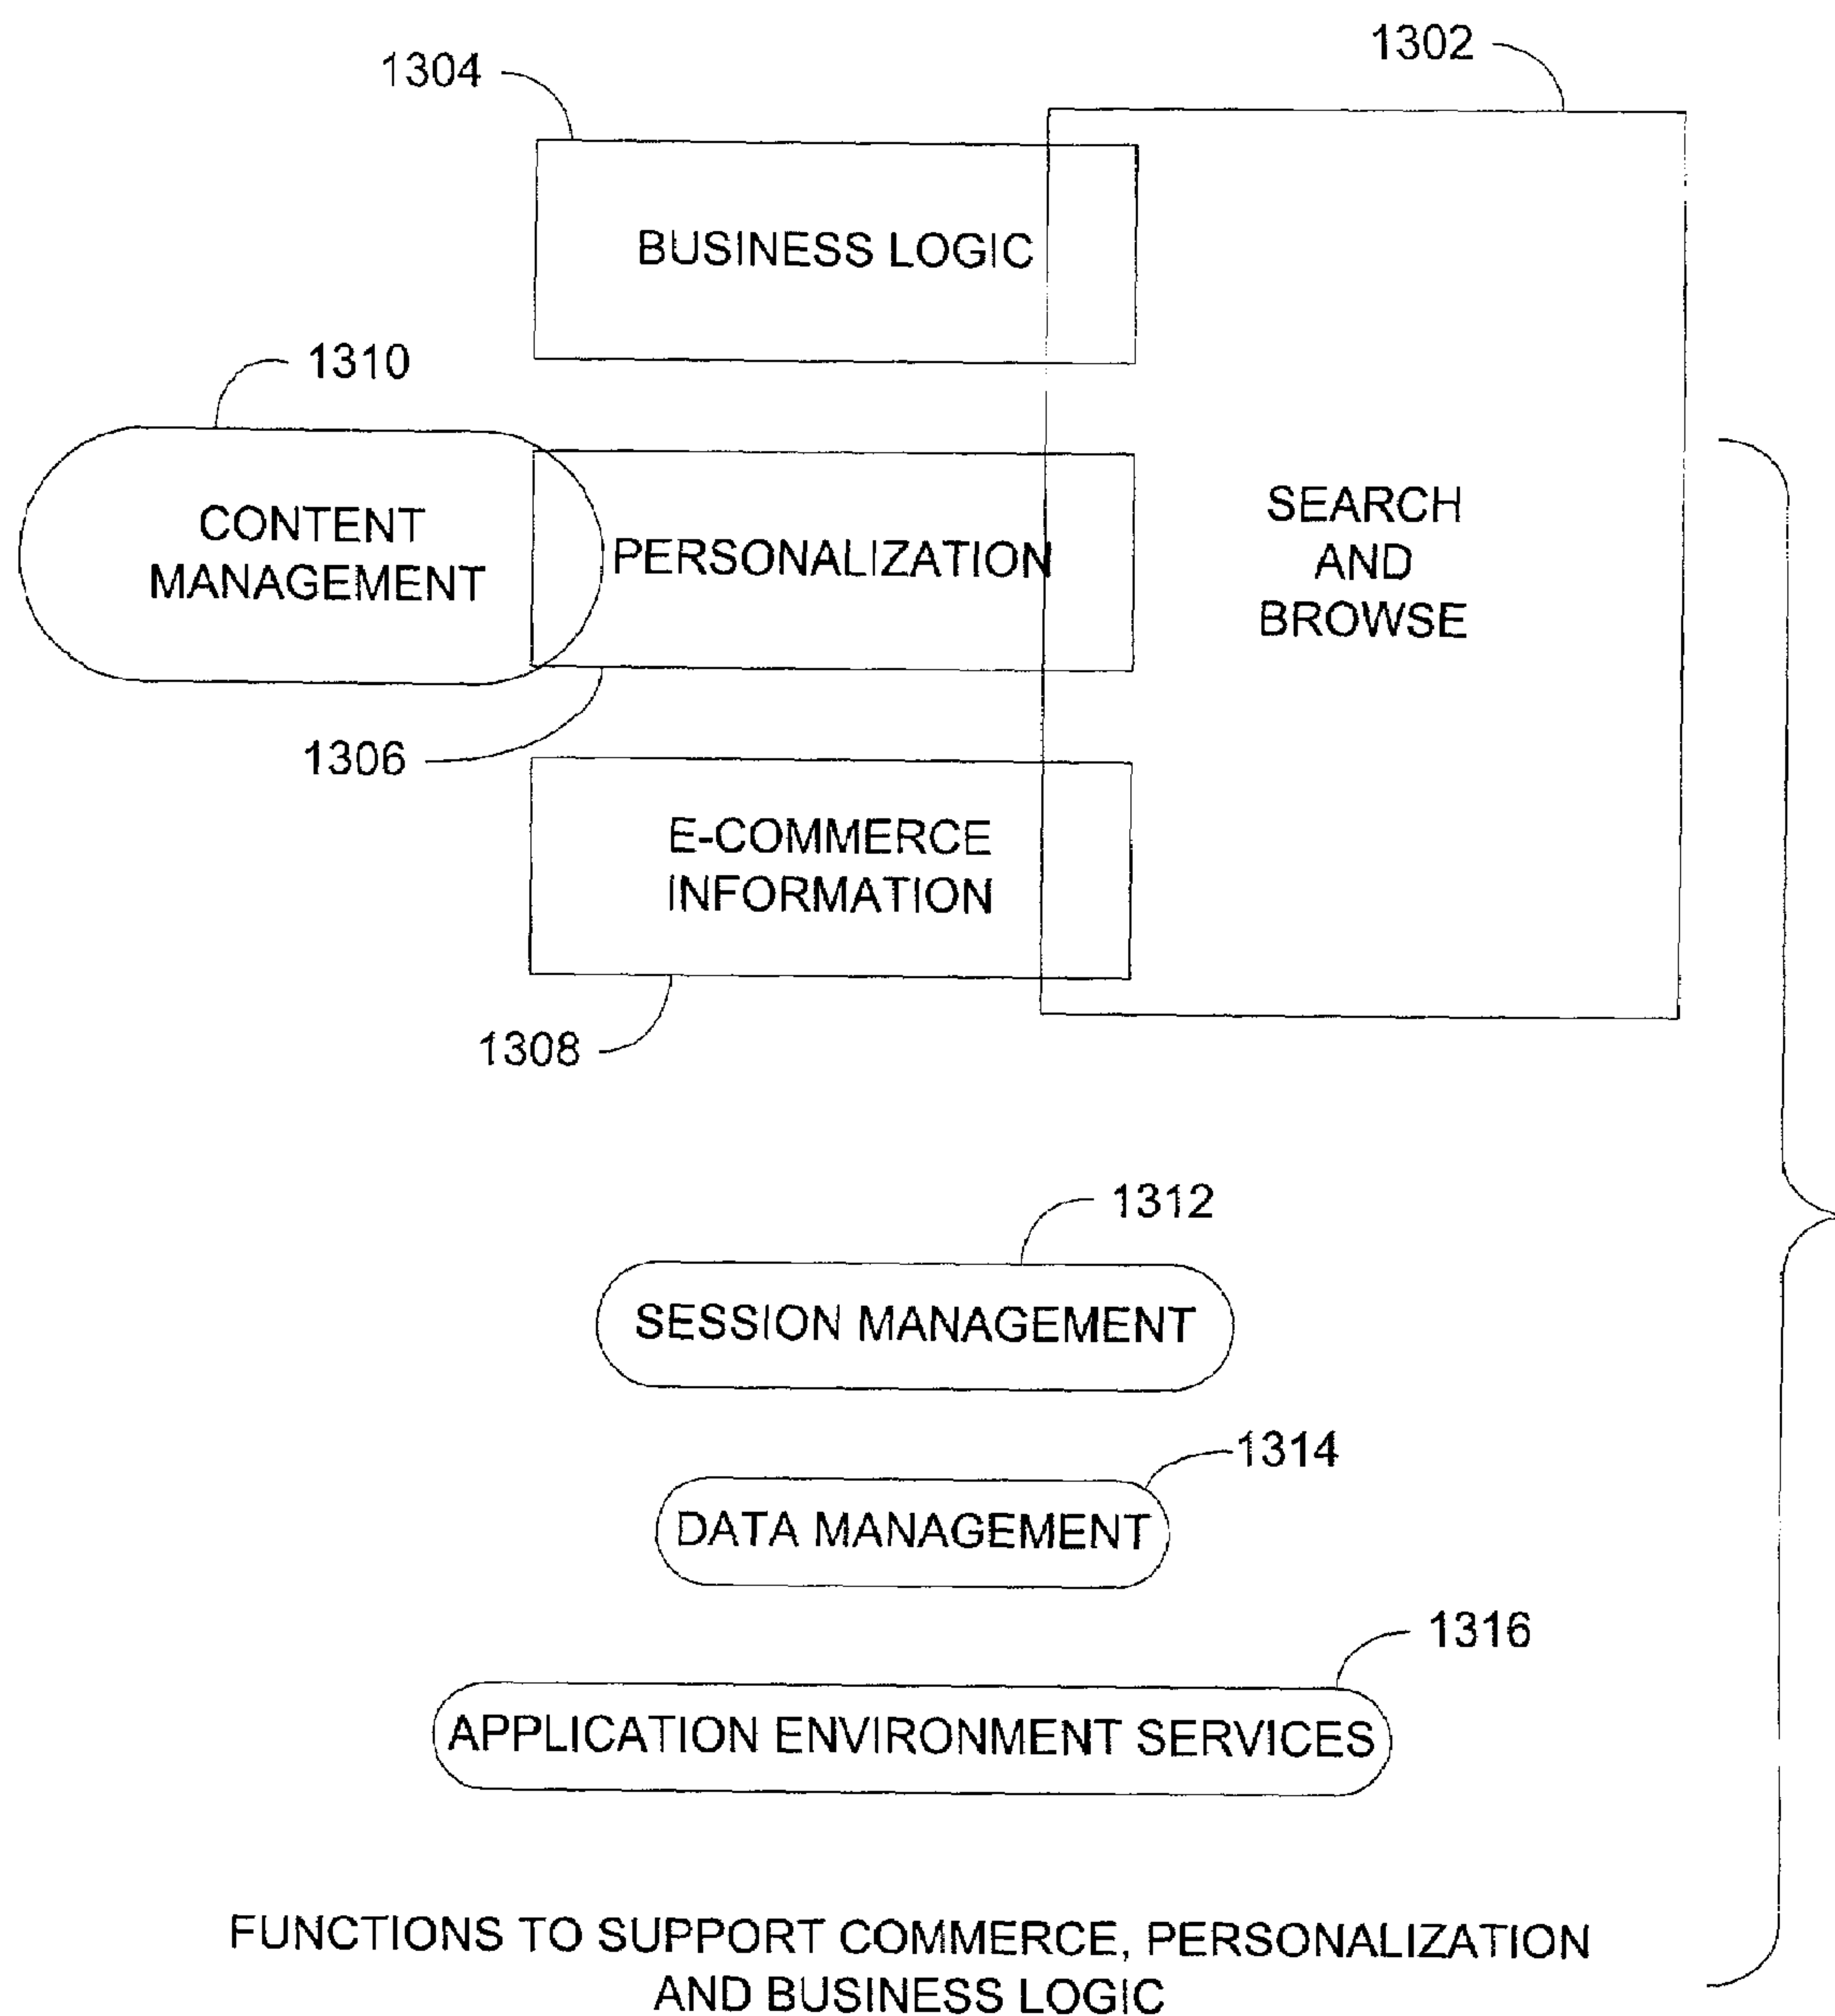 1302
1304
BUSINESS LOGIC
1310
CONTENT
MANAGEMENT
PERSONALIZATION
SEARCH
AND
BROWSE
1306
E-COMMERCE
INFORMATION
1308
1312
SESSION MANAGEMENT
1314
DATA MANAGEMENT
1316
APPLICATION ENVIRONMENT SERVICES
FUNCTIONS TO SUPPORT COMMERCE, PERSONALIZATION
AND BUSINESS LOGIC